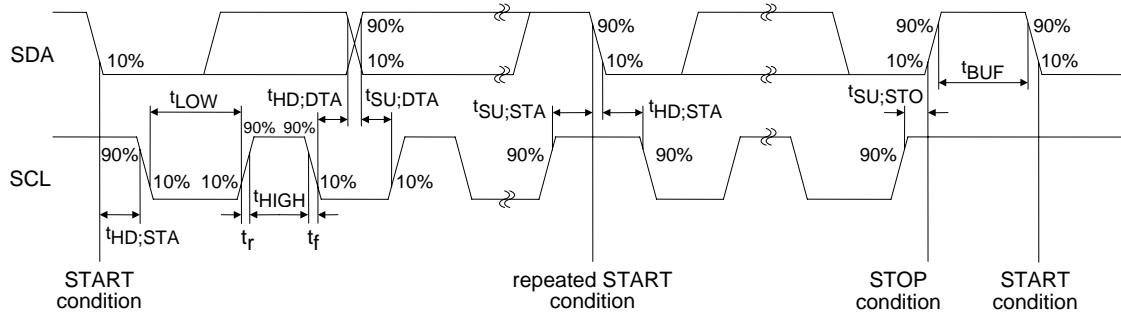 SDA
10%
90%
10%
90%
10%
90%
10%
90%
10%
tLOW
tHD;DTA
tSU;DTA
tSU;STA
tHD;STA
tSU;STO
tBUF
SCL
90%
10%
10%
90%
90%
10%
10%
90%
90%
90%
tHD;STA
tr
tHIGH
tf
START
condition
repeated START
condition
STOP
condition
START
condition